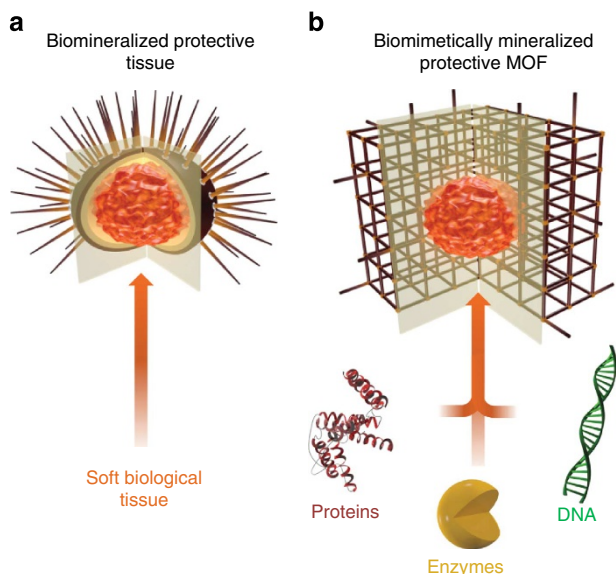 a
Biomineralized protective
tissue
Soft biological
tissue
b
Biomimetically mineralized
protective MOF
Proteins
Enzymes
DNA